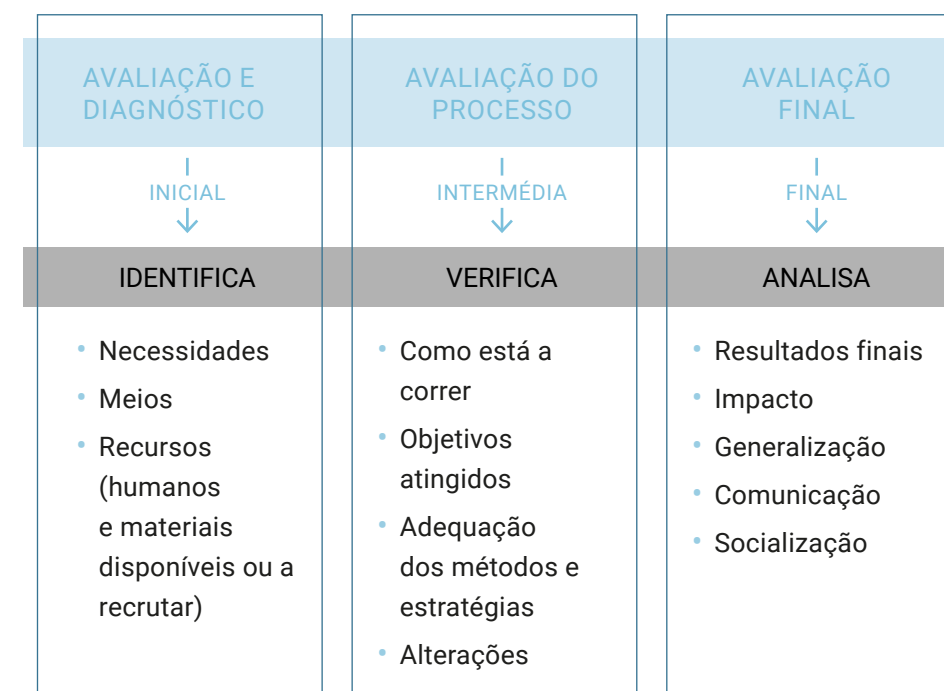 AVALIAÇÃO E
DIAGNÓSTICO
INICIAL
IDENTIFICA
• Necessidades
• Meios
• Recursos
(humanos
e materiais
disponíveis ou a
recrutar)
AVALIAÇÃO DO
PROCESSO
INTERMÉDIA
VERIFICA
• Como está a
correr
• Objetivos
atingidos
• Adequação
dos métodos e
estratégias
• Alterações
AVALIAÇÃO
FINAL
FINAL
ANALISA
• Resultados finais
• Impacto
• Generalização
• Comunicação
• Socialização